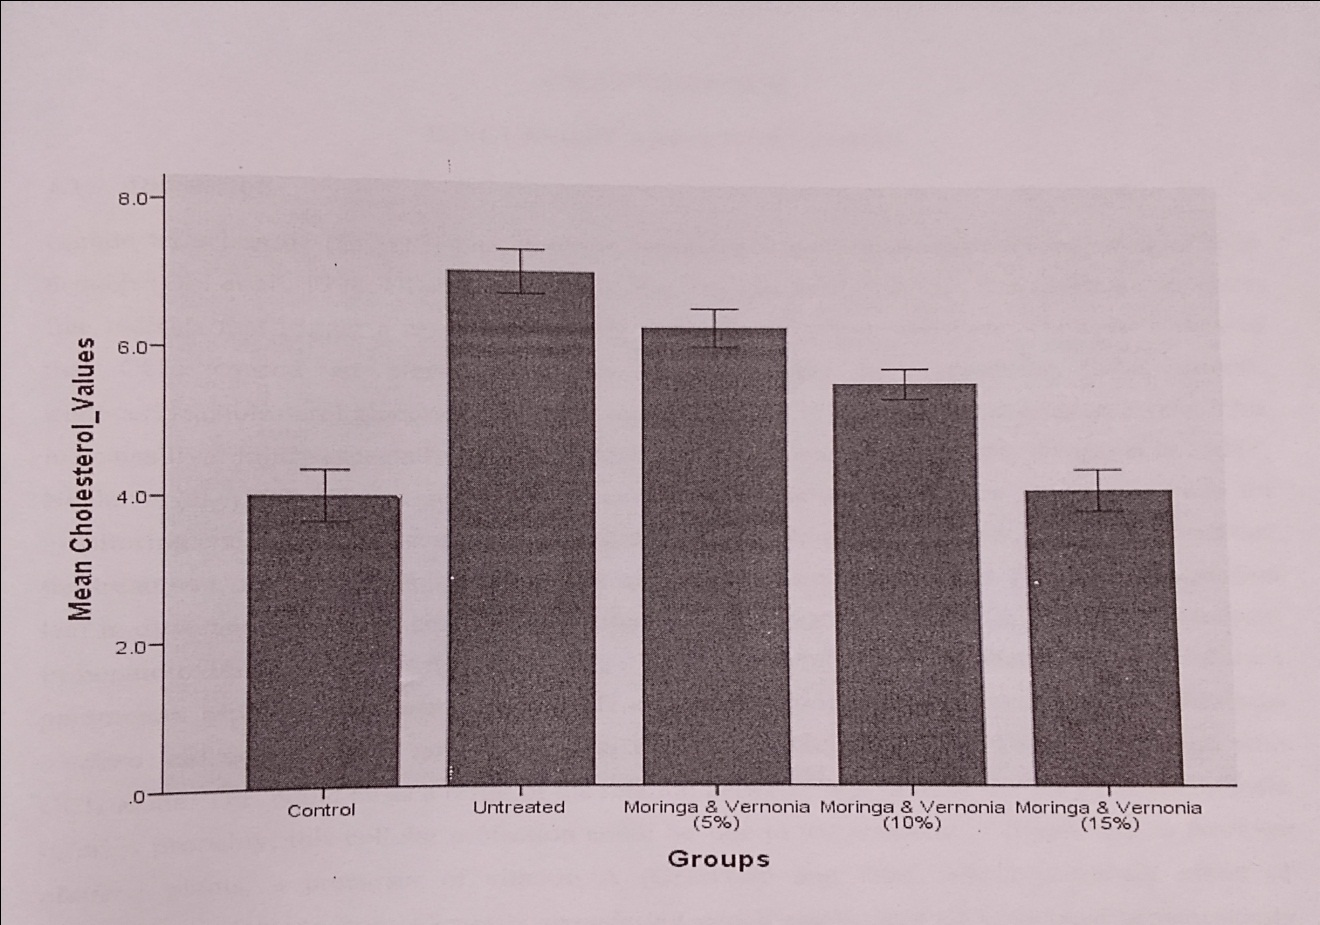 8.0
6.0
4.0
2.0
.0
Mean Cholesterol_Values
Control
Untreated
Moringa & Vernonia
(5%)
Moringa & Vernonia
(10%)
Moringa & Vernonia
(15%)
Groups